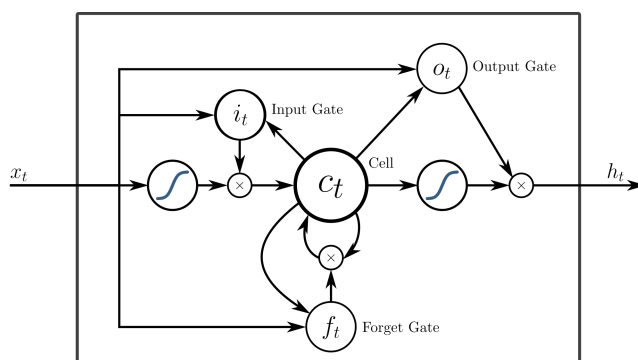 o_t Output Gate
i_t Input Gate
x_t
×
c_t
Cell
×
h_t
×
f_t Forget Gate